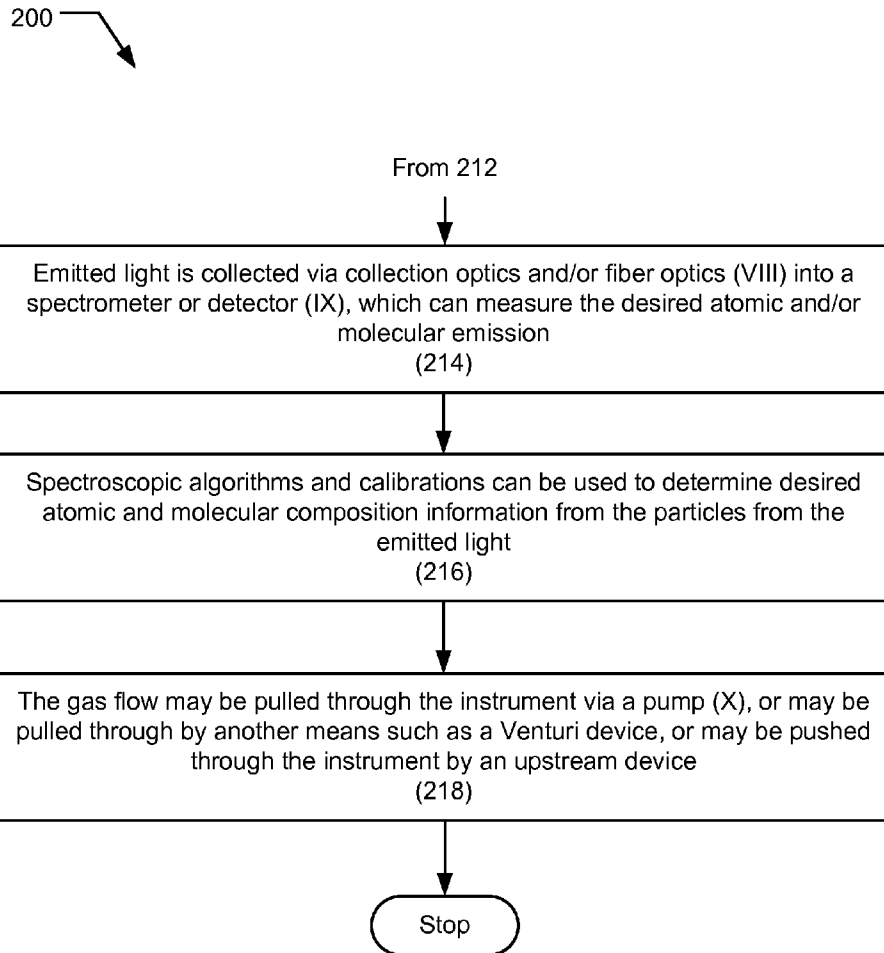 200
From 212
Emitted light is collected via collection optics and/or fiber optics (VIII) into a
spectrometer or detector (IX), which can measure the desired atomic and/or
molecular emission
(214)
Spectroscopic algorithms and calibrations can be used to determine desired
atomic and molecular composition information from the particles from the
emitted light
(216)
The gas flow may be pulled through the instrument via a pump (X), or may be
pulled through by another means such as a Venturi device, or may be pushed
through the instrument by an upstream device
(218)
Stop